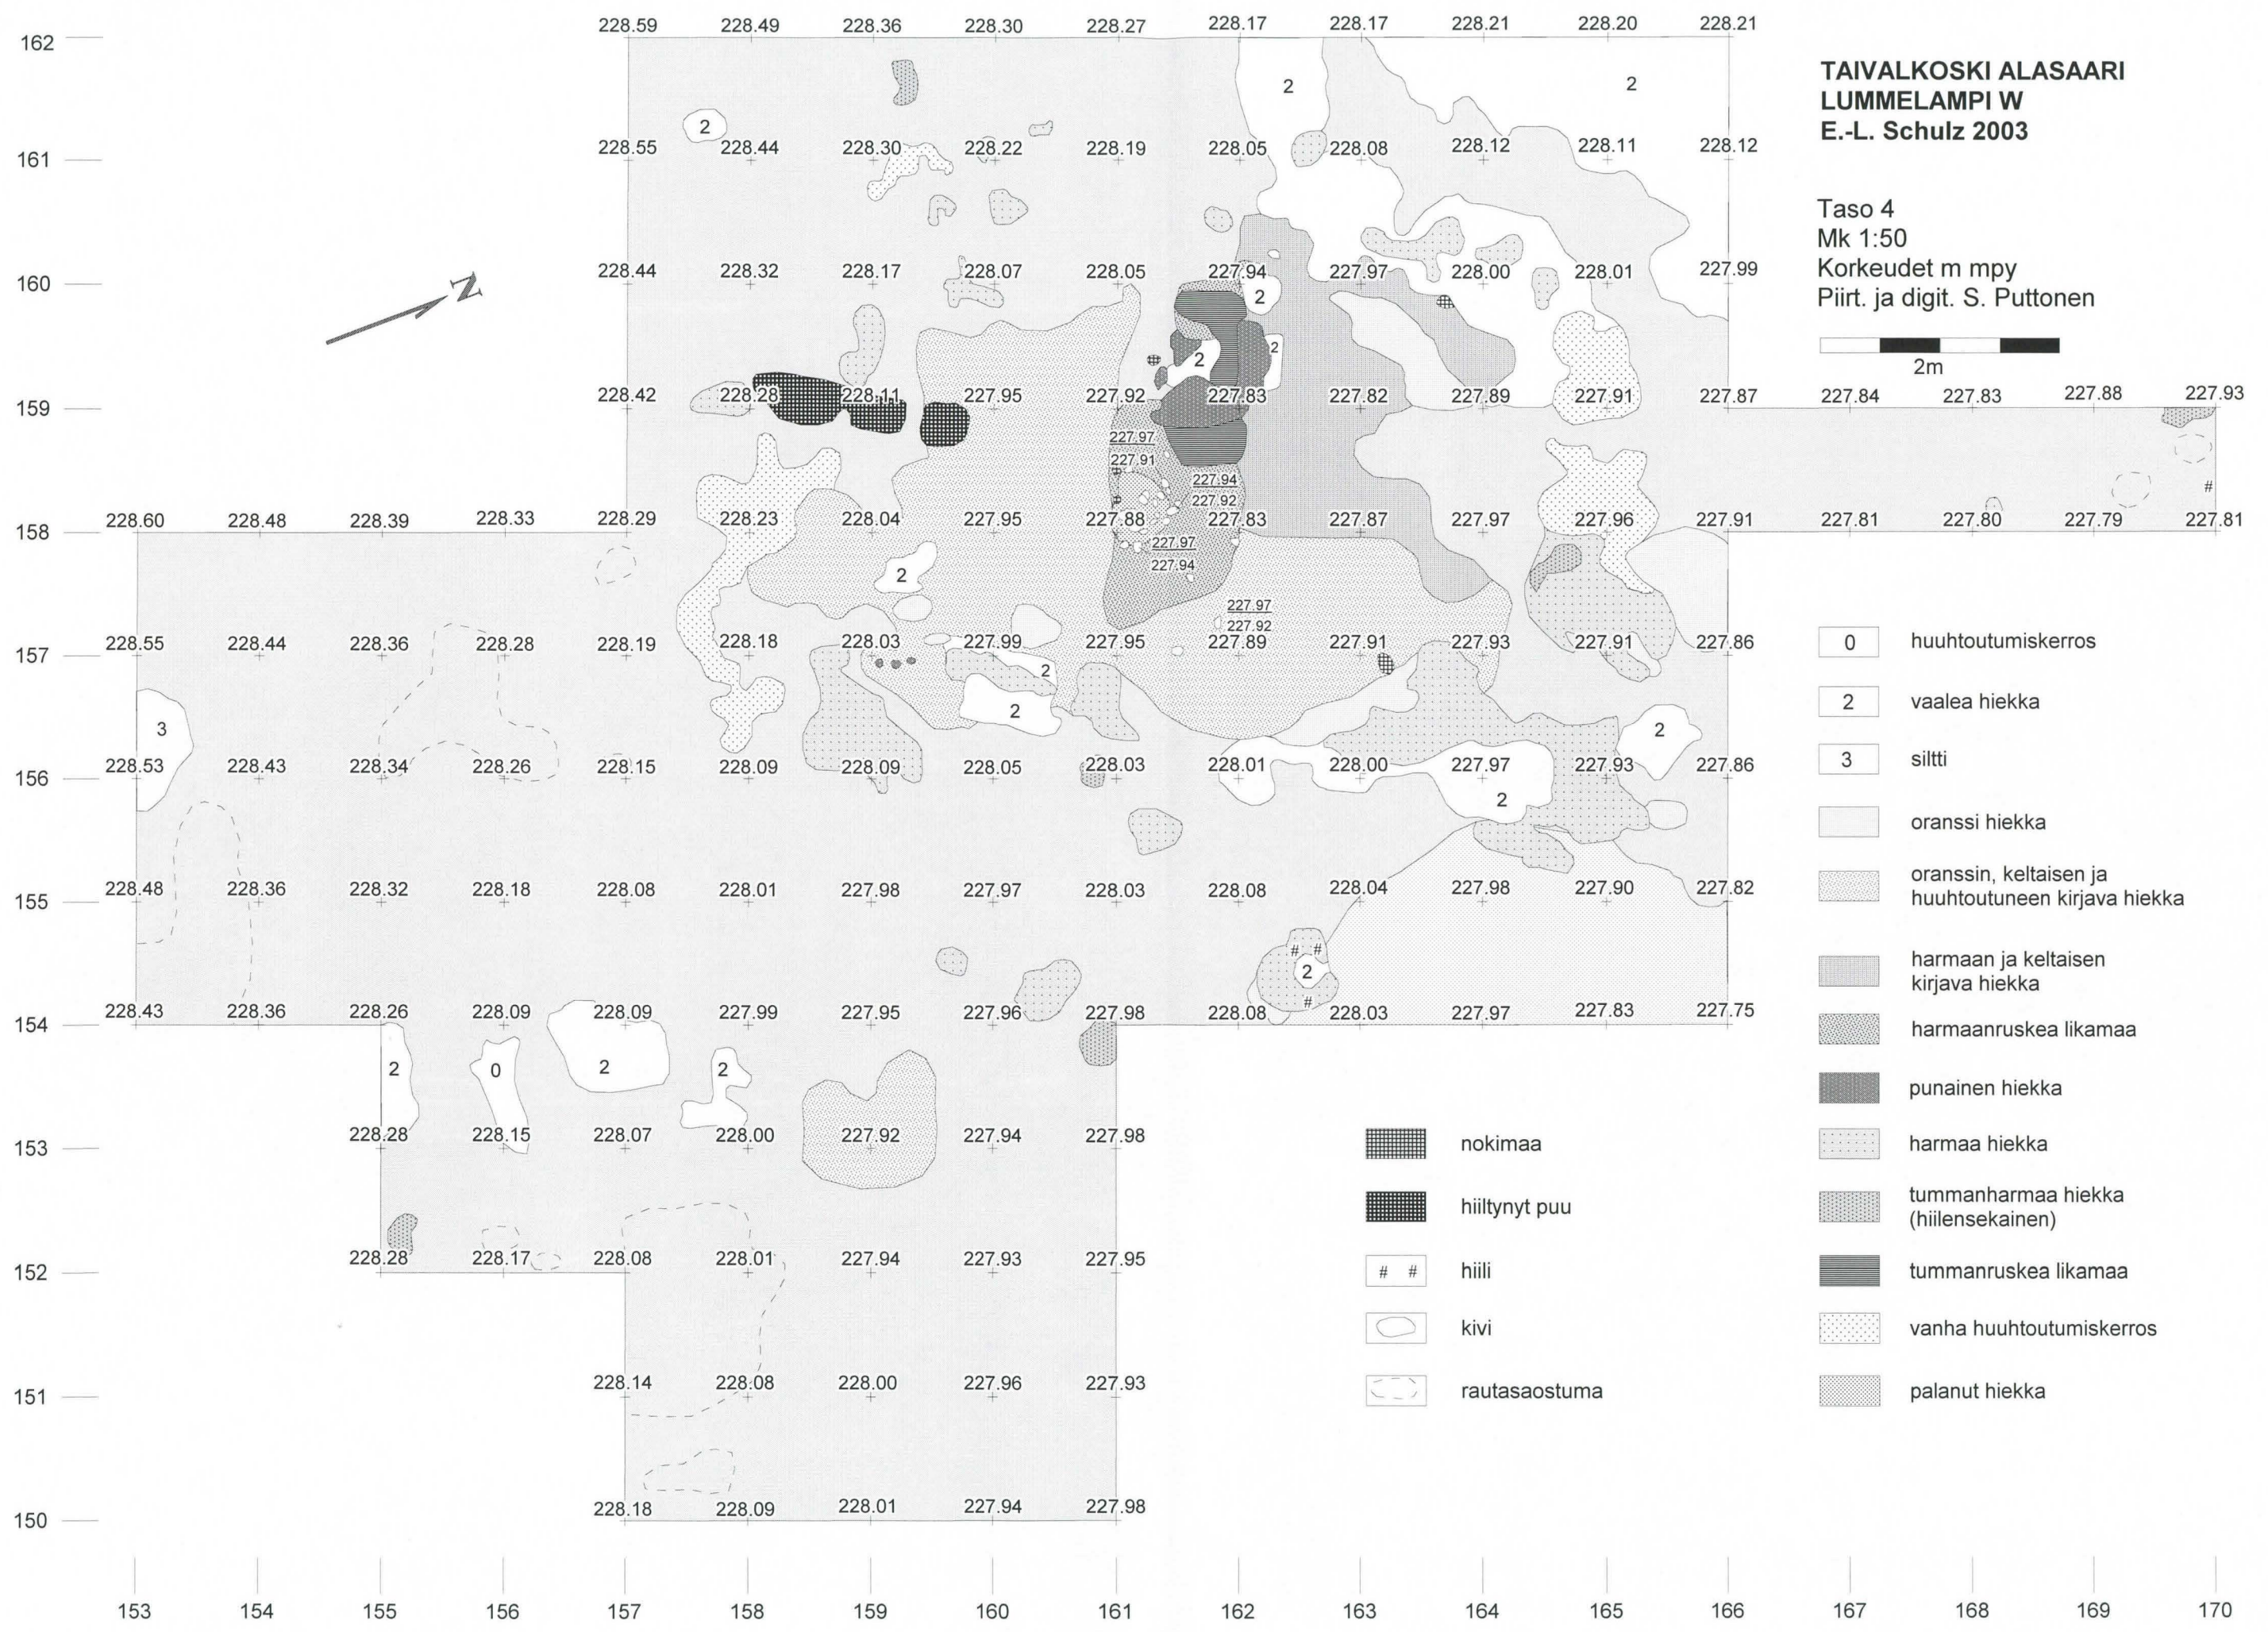 162 228.59 228.49 228.36 228.30 228.27 228.17 228.17 228.21 228.20 228.21
TAIVALKOSKI ALASAARI
LUMMELAMPI W
E.-L. Schulz 2003
2 2
2
161 228.55 228.44 228.30 228.22 228.19 228.05 228.08 228.12 228.11 228.12
Taso 4
Mk 1:50
Korkeudet m mpy
Piirt. ja digit. S. Puttonen
2m
N
160 228.44 228.32 228.17 228.07 228.05 227.94 227.97 228.00 228.01 227.99
2
2 2
159 228.42 228.28 228.11 227.95 227.92 227.83 227.82 227.89 227.91 227.87 227.84 227.83 227.88 227.93
227.97
227.91
227.94
227.92
#
158 228.60 228.48 228.39 228.33 228.29 228.23 228.04 227.95 227.88 227.83 227.87 227.97 227.96 227.91 227.81 227.80 227.79 227.81
227.97
227.94
2
227.97
227.92
157 228.55 228.44 228.36 228.28 228.19 228.18 228.03 227.99 227.95 227.89 227.91 227.93 227.91 227.86
2
2
3 2
156 228.53 228.43 228.34 228.26 228.15 228.09 228.09 228.05 228.03 228.01 228.00 227.97 227.93 227.86
2
155 228.48 228.36 228.32 228.18 228.08 228.01 227.98 227.97 228.03 228.08 228.04 227.98 227.90 227.82
# #
2
#
154 228.43 228.36 228.26 228.09 228.09 227.99 227.95 227.96 227.98 228.08 228.03 227.97 227.83 227.75
2 0 2 2
153 228.28 228.15 228.07 228.00 227.92 227.94 227.98
152 228.28 228.17 228.08 228.01 227.94 227.93 227.95
151 228.14 228.08 228.00 227.96 227.93
150 228.18 228.09 228.01 227.94 227.98
153 154 155 156 157 158 159 160 161 162 163 164 165 166 167 168 169 170
0 huuhtoutumiskerros
2 vaalea hiekka
3 siltti
oranssi hiekka
oranssin, keltaisen ja
huuhtoutuneen kirjava hiekka
harmaan ja keltaisen
kirjava hiekka
harmaanruskea likamaa
punainen hiekka
harmaa hiekka
tummanharmaa hiekka
(hiilensekainen)
tummanruskea likamaa
vanha huuhtoutumiskerros
palanut hiekka
nokimaa
hiiltynyt puu
# # hiili
kivi
rautasaostuma